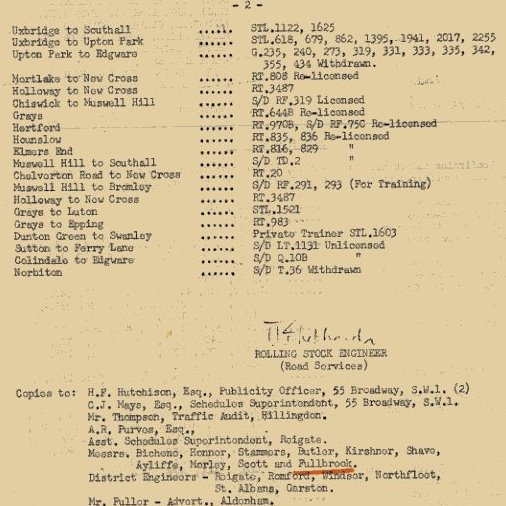 - 2 -
Uxbridge to Southall ...... STL.1122, 1625
Uxbridge to Upton Park ...... STL.618, 679, 862, 1395, 1941, 2017, 2255
Upton Park to Edgware ...... G.235, 240, 273, 319, 331, 333, 335, 342,
355, 434 Withdrawn.
Mortlake to New Cross ...... RT.808 Re-licensed
Holloway to New Cross ...... RT.3487
Chiswick to Muswell Hill ...... S/D RF.319 Licensed
Grays ...... RT.644B Re-licensed
Hertford ...... RT.970B, S/D RF.75C Re-licensed
Hounslow ...... RT.835, 836 Re-licensed
Elmers End ...... RT.816, 829 "
Muswell Hill to Southall ...... S/D TD.2
Chelverton Road to New Cross ...... RT.20
Muswell Hill to Bromley ...... S/D RF.291, 293 (For Training)
Holloway to New Cross ...... RT.3487
Grays to Luton ...... STL.1521
Grays to Epping ...... RT.983
Dunton Green to Swanley ...... Private Trainer STL.1603
Sutton to Ferry Lane ...... S/D LT.1131 Unlicensed
Colindale to Edgware ...... S/D Q.10B "
Norbiton ...... S/D T.36 Withdrawn
ROLLING STOCK ENGINEER
(Road Services)
Copies to: H.F. Hutchison, Esq., Publicity Officer, 55 Broadway, S.W.1. (2)
C.J. Mays, Esq., Schedules Superintendent, 55 Broadway, S.W.1.
Mr. Thompson, Traffic Audit, Hillingdon.
A.R. Purves, Esq.,
Asst. Schedules Superintendent, Reigate.
Messrs. Bicheno, Honnor, Stammers, Butler, Kirshner, Shave,
Ayliffe, Morley, Scott and Fullbrook.
District Engineers - Reigate, Romford, Windsor, Northfleet,
St. Albans, Garston.
Mr. Fuller - Advert., Aldenham.